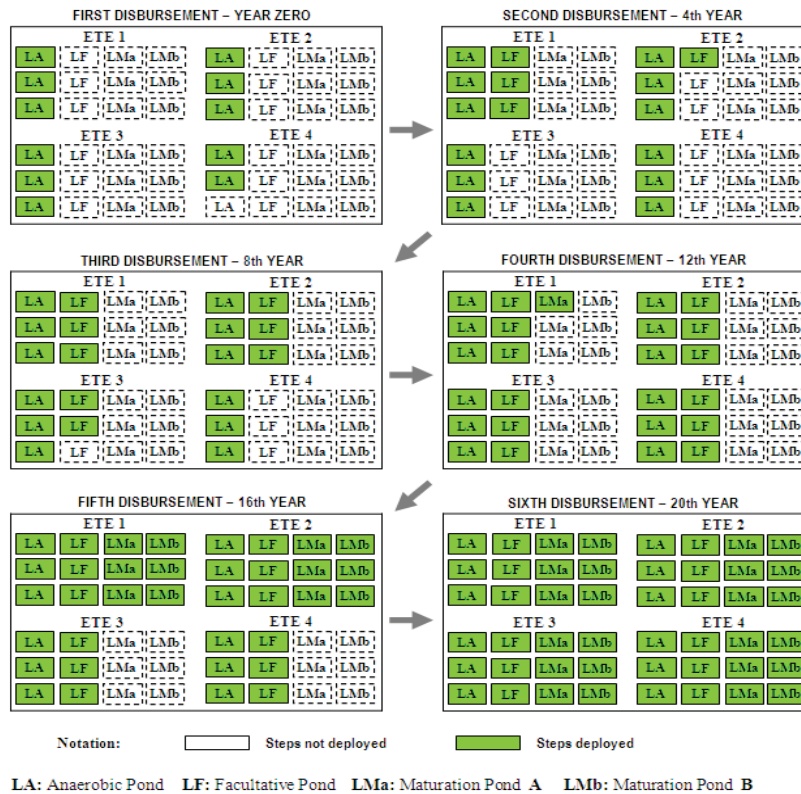 FIRST DISBURSEMENT – YEAR ZERO
ETE 1
LA LF LMa LMb
LA LF LMa LMb
LA LF LMa LMb
ETE 2
LA LF LMa LMb
LA LF LMa LMb
LA LF LMa LMb
ETE 3
LA LF LMa LMb
LA LF LMa LMb
LA LF LMa LMb
ETE 4
LA LF LMa LMb
LA LF LMa LMb
LA LF LMa LMb
SECOND DISBURSEMENT – 4th YEAR
ETE 1
LA LF LMa LMb
LA LF LMa LMb
LA LF LMa LMb
ETE 2
LA LF LMa LMb
LA LF LMa LMb
LA LF LMa LMb
ETE 3
LA LF LMa LMb
LA LF LMa LMb
LA LF LMa LMb
ETE 4
LA LF LMa LMb
LA LF LMa LMb
LA LF LMa LMb
THIRD DISBURSEMENT – 8th YEAR
ETE 1
LA LF LMa LMb
LA LF LMa LMb
LA LF LMa LMb
ETE 2
LA LF LMa LMb
LA LF LMa LMb
LA LF LMa LMb
ETE 3
LA LF LMa LMb
LA LF LMa LMb
LA LF LMa LMb
ETE 4
LA LF LMa LMb
LA LF LMa LMb
LA LF LMa LMb
FOURTH DISBURSEMENT – 12th YEAR
ETE 1
LA LF LMa LMb
LA LF LMa LMb
LA LF LMa LMb
ETE 2
LA LF LMa LMb
LA LF LMa LMb
LA LF LMa LMb
ETE 3
LA LF LMa LMb
LA LF LMa LMb
LA LF LMa LMb
ETE 4
LA LF LMa LMb
LA LF LMa LMb
LA LF LMa LMb
FIFTH DISBURSEMENT – 16th YEAR
ETE 1
LA LF LMa LMb
LA LF LMa LMb
LA LF LMa LMb
ETE 2
LA LF LMa LMb
LA LF LMa LMb
LA LF LMa LMb
ETE 3
LA LF LMa LMb
LA LF LMa LMb
LA LF LMa LMb
ETE 4
LA LF LMa LMb
LA LF LMa LMb
LA LF LMa LMb
SIXTH DISBURSEMENT – 20th YEAR
ETE 1
LA LF LMa LMb
LA LF LMa LMb
LA LF LMa LMb
ETE 2
LA LF LMa LMb
LA LF LMa LMb
LA LF LMa LMb
ETE 3
LA LF LMa LMb
LA LF LMa LMb
LA LF LMa LMb
ETE 4
LA LF LMa LMb
LA LF LMa LMb
LA LF LMa LMb
Notation: Steps not deployed Steps deployed
LA: Anaerobic Pond LF: Facultative Pond LMa: Maturation Pond A LMb: Maturation Pond B